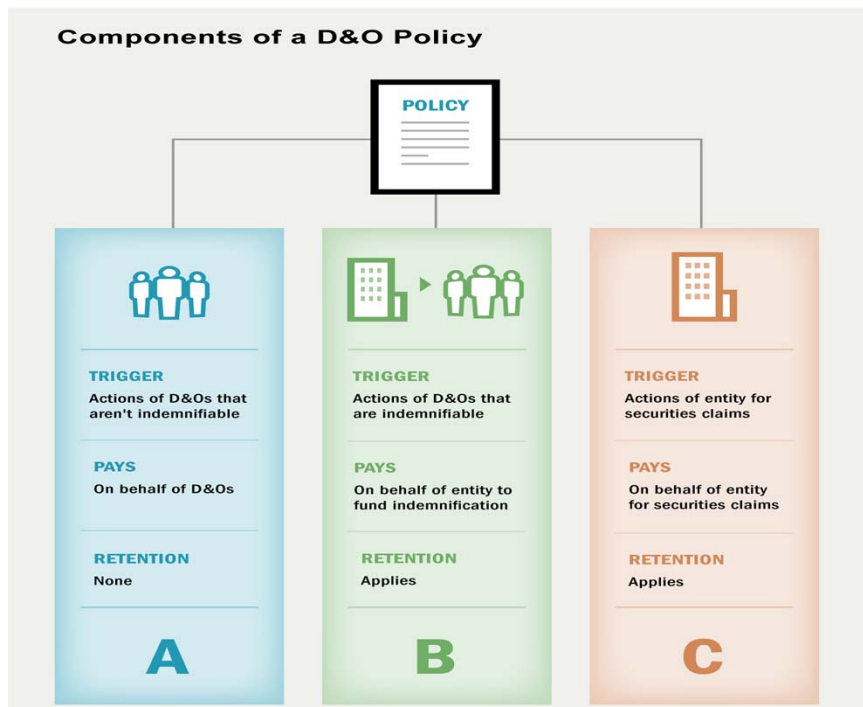 Components of a D&O Policy
POLICY
TRIGGER
Actions of D&Os that
aren't indemnifiable
PAYS
On behalf of D&Os
RETENTION
None
A
TRIGGER
Actions of D&Os that
are indemnifiable
PAYS
On behalf of entity to
fund indemnification
RETENTION
Applies
B
TRIGGER
Actions of entity for
securities claims
PAYS
On behalf of entity
for securities claims
RETENTION
Applies
C